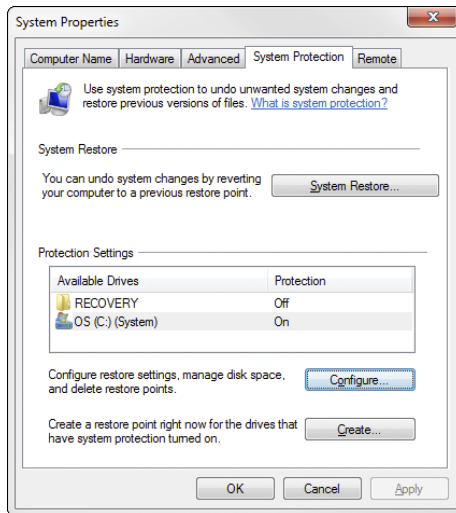 System Properties
Computer Name Hardware Advanced System Protection Remote
Use system protection to undo unwanted system changes and
restore previous versions of files. What is system protection?
System Restore
You can undo system changes by reverting
your computer to a previous restore point.
System Restore...
Protection Settings
Available Drives Protection
RECOVERY Off
OS (C:) (System) On
Configure restore settings, manage disk space,
and delete restore points.
Configure...
Create a restore point right now for the drives that
have system protection turned on.
Create...
OK Cancel Apply